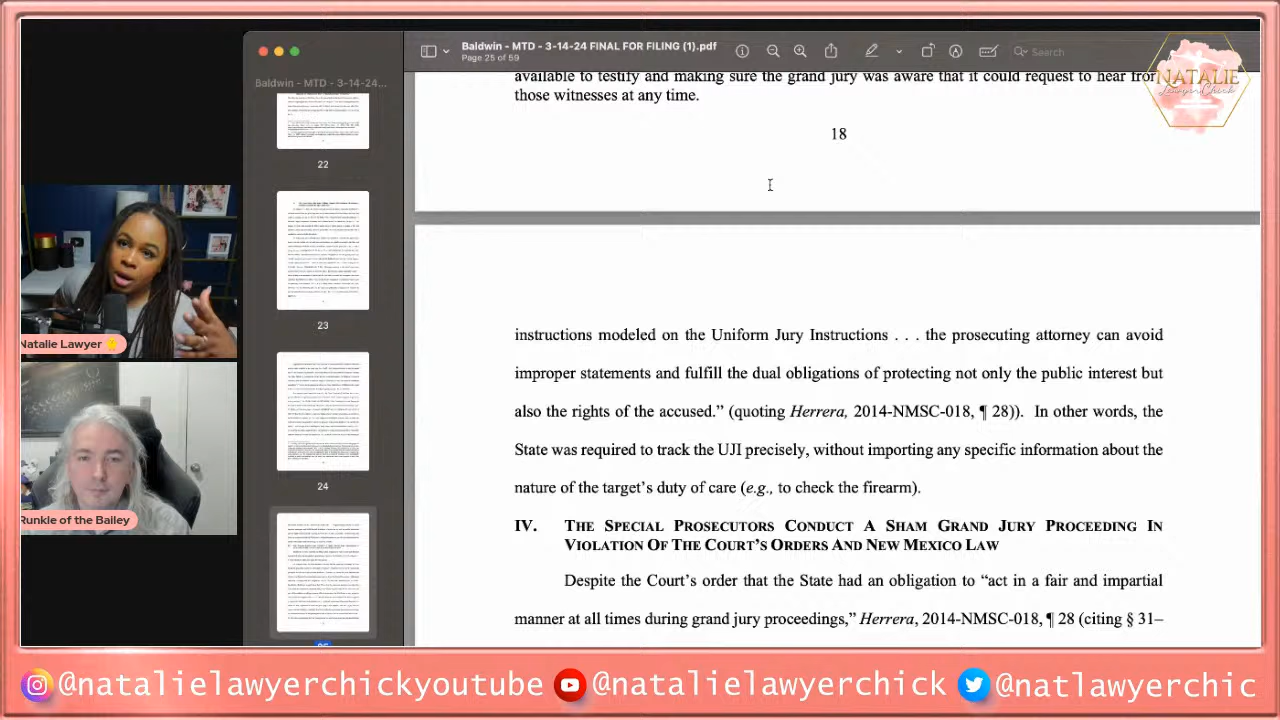 Baldwin - MTD - 3-14-24 FINAL FOR FILING (1).pdf
Page 25 of 59
Search
NATALIE
LawyerChick
Baldwin - MTD - 3-14-24...
22
23
24
Natalie Lawyer
Runkle of the Bailey
available to testify and making sure the grand jury was aware that it could request to hear from
those witnesses at any time.
18
instructions modeled on the Uniform Jury Instructions . . . the prosecuting attorney can avoid
improper statements and fulfill the dual obligations of protecting not only the public interest but
also the rights of the accused. Herrera, 2014-NMSC-018, ¶ 29)). In other words, the
State was required to track the UJI precisely, without importing any specific information about the
nature of the target's duty of care (e.g., to check the firearm).
IV. THE SPECIAL PROSECUTORS CONDUCT A SHAM GRAND JURY PROCEEDING IN
VIOLATION OF THE COURT'S ORDERS AND NEW MEXICO LAW
Despite the Court's order that the State had an obligation to "act in a fair and impartial
manner at all times during grand jury proceedings," Herrera, 2014-NMSC-018, ¶ 28 (citing § 31–
@natalielawyerchickyoutube
@natalielawyerchick
@natlawyerchic